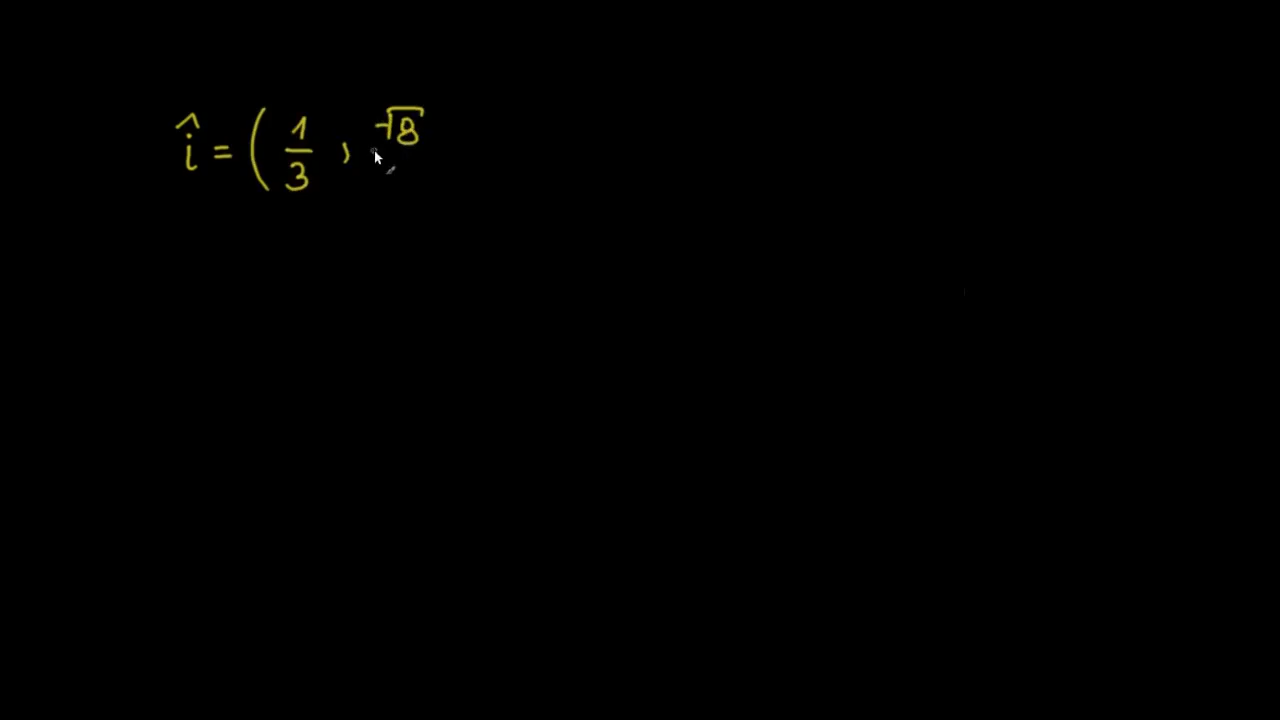 î = ( 1/3 , √8